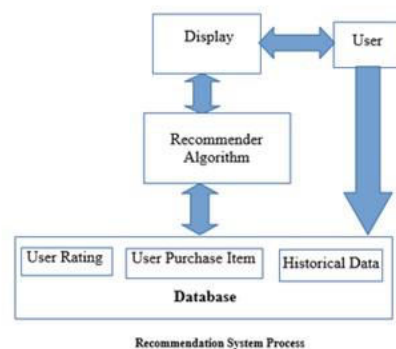 Display
User
Recommender
Algorithm
User Rating
User Purchase Item
Historical Data
Database
Recommendation System Process